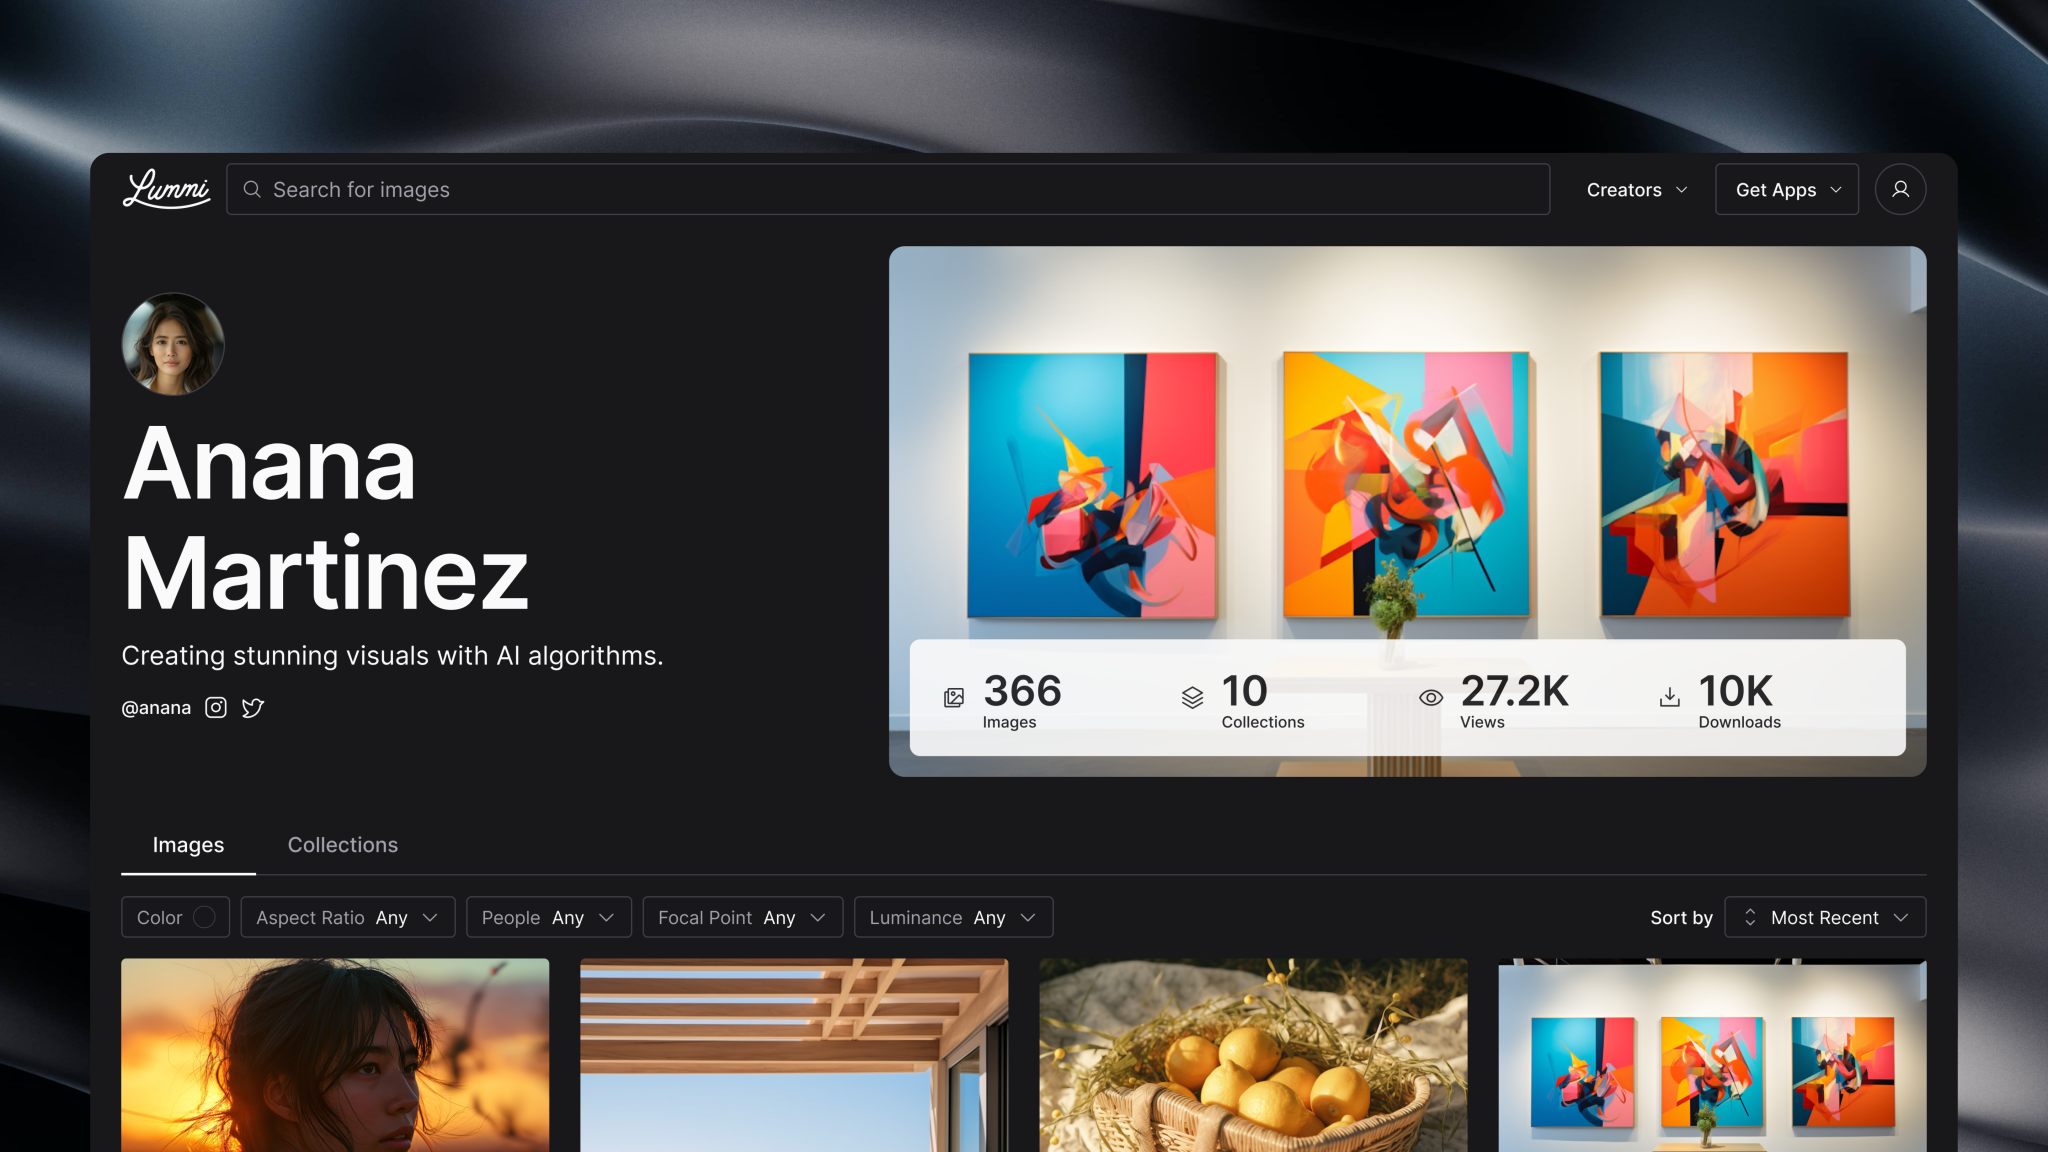 Lummi
Search for images
Creators
Get Apps
Anana
Martinez
Creating stunning visuals with AI algorithms.
@anana
366
Images
10
Collections
27.2K
Views
10K
Downloads
Images
Collections
Color
Aspect Ratio Any
People Any
Focal Point Any
Luminance Any
Sort by
Most Recent